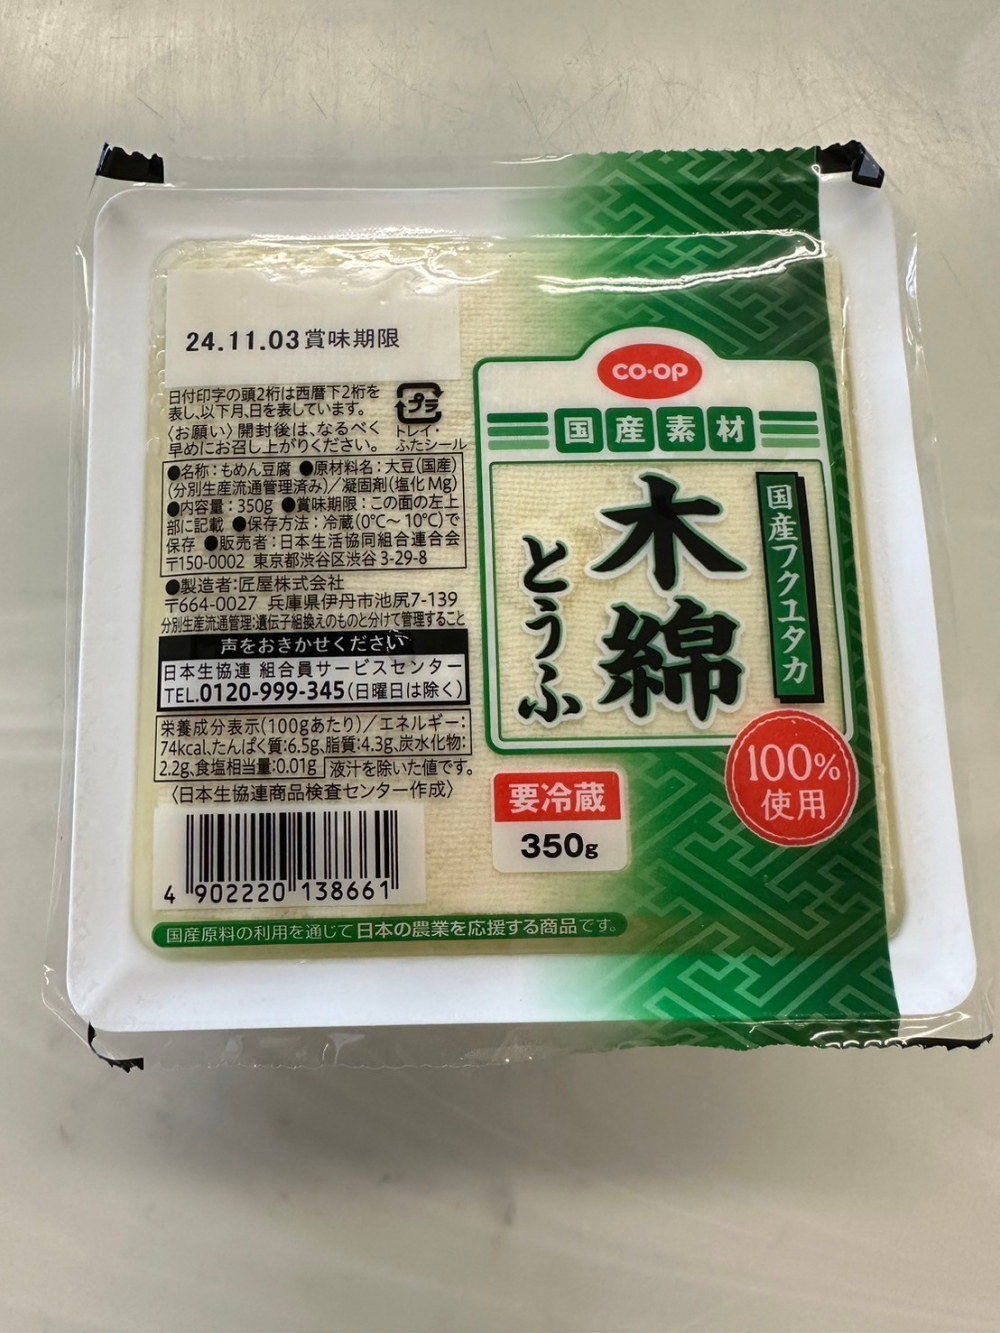 24.11.03賞味期限
日付印字の頭2桁は西暦下2桁を
表し、以下月、日を表しています。
〈お願い〉開封後は、なるべく
早めにお召し上がりください。
プラ
トレイ・
ふたシール
●名称:もめん豆腐 ●原材料名:大豆(国産)
(分別生産流通管理済み)/凝固剤(塩化Mg)
●内容量:350g ●賞味期限:この面の左上
部に記載 ●保存方法:冷蔵(0℃〜10℃)で
保存 ●販売者:日本生活協同組合連合会
〒150-0002 東京都渋谷区渋谷3-29-8
●製造者:匠屋株式会社
〒664-0027 兵庫県伊丹市池尻7-139
分別生産流通管理:遺伝子組換えのものと分けて管理すること
声をおきかせください
日本生協連 組合員サービスセンター
TEL.0120-999-345(日曜日は除く)
栄養成分表示(100gあたり)/エネルギー:
74kcal、たんぱく質:6.5g、脂質:4.3g、炭水化物:
2.2g、食塩相当量:0.01g 液汁を除いた値です。
〈日本生協連商品検査センター作成〉
4 902220 138661
国産原料の利用を通じて日本の農業を応援する商品です。
CO·OP
国産素材
国産フクユタカ
木綿
とうふ
100%
使用
要冷蔵
350g